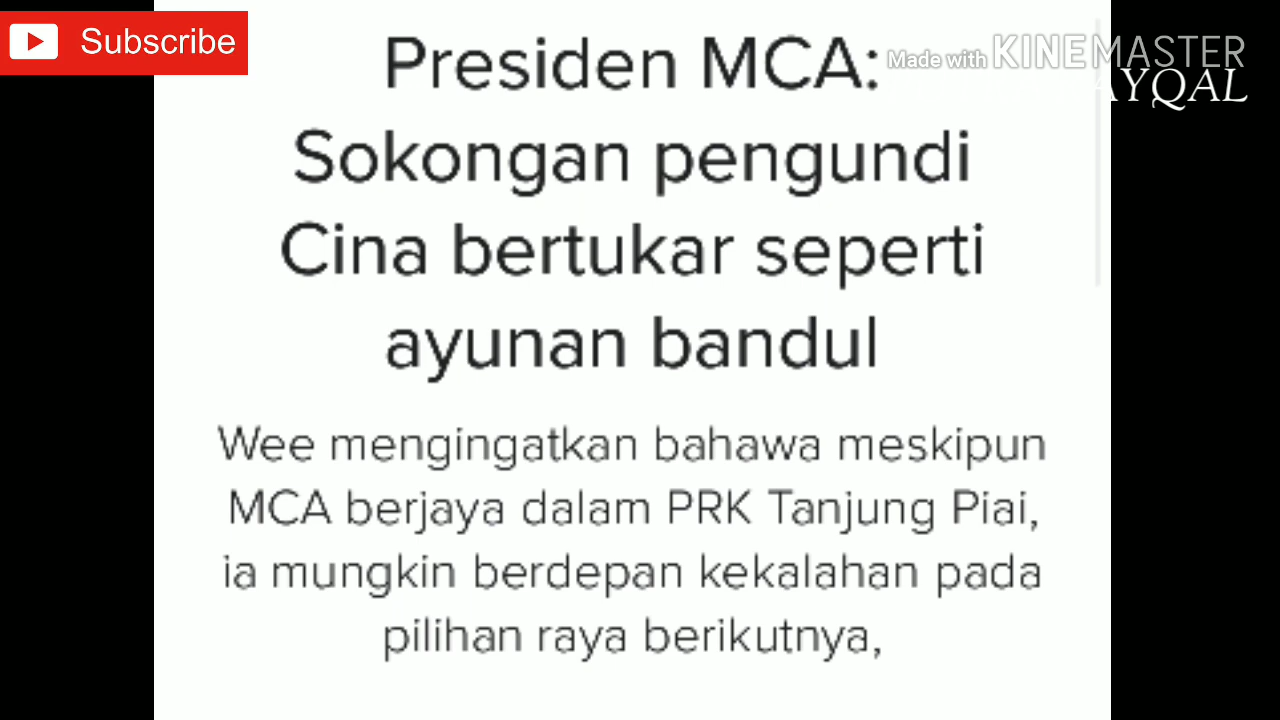 Subscribe
Made with KINEMASTER
AYQAL
Presiden MCA:
Sokongan pengundi
Cina bertukar seperti
ayunan bandul
Wee mengingatkan bahawa meskipun
MCA berjaya dalam PRK Tanjung Piai,
ia mungkin berdepan kekalahan pada
pilihan raya berikutnya,